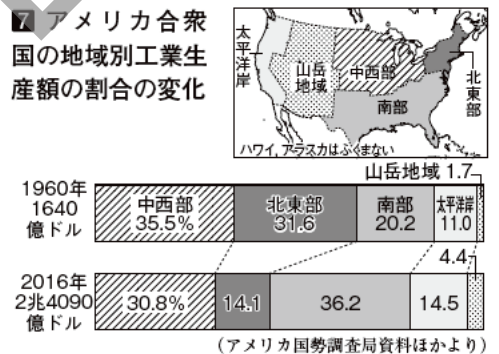 7 アメリカ合衆
国の地域別工業生
産額の割合の変化
太平洋岸
山岳
地域
中西部
北東部
南部
ハワイ,アラスカはふくまない
山岳地域 1.7
1960年
1640
億ドル
中西部
35.5%
北東部
31.6
南部
20.2
太平洋岸
11.0
4.4
2016年
2兆4090
億ドル
30.8%
14.1
36.2
14.5
(アメリカ国勢調査局資料ほかより)